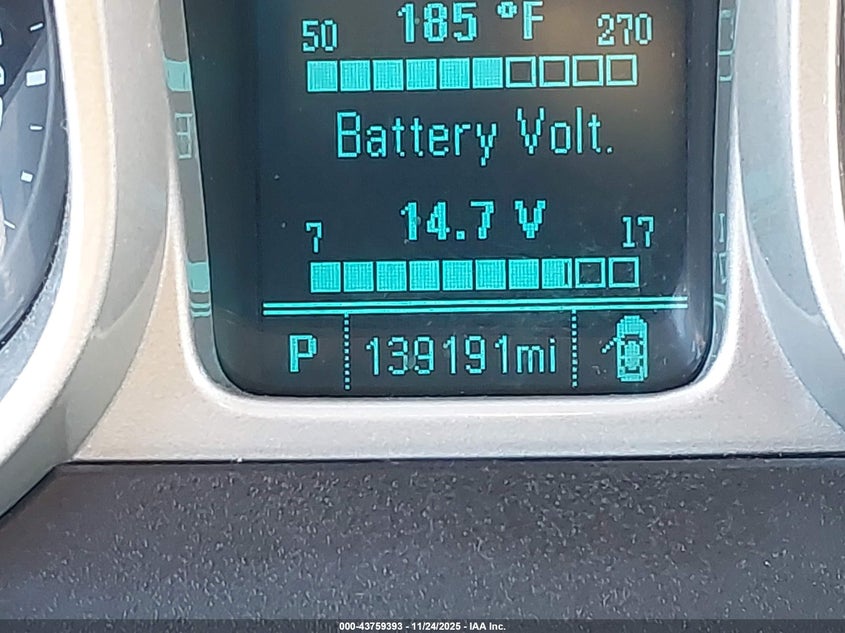 185 °F
50 270
Battery Volt.
14.7 V
7 17
P 139191mi
000-43759393 - 11/24/2025 - IAA Inc.